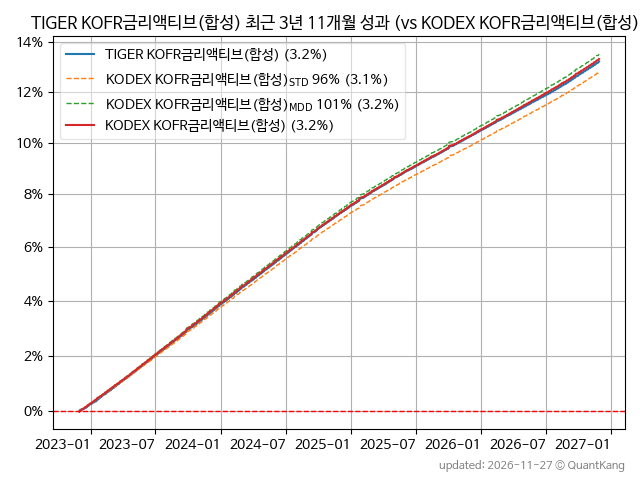 TIGER KOFR금리액티브(합성) 최근 3년 11개월 성과 (vs KODEX KOFR금리액티브(합성)
14%
12%
10%
8%
6%
4%
2%
0%
TIGER KOFR금리액티브(합성) (3.2%)
KODEX KOFR금리액티브(합성)STD 96% (3.1%)
KODEX KOFR금리액티브(합성)MDD 101% (3.2%)
KODEX KOFR금리액티브(합성) (3.2%)
2023-01 2023-07 2024-01 2024-07 2025-01 2025-07 2026-01 2026-07 2027-01
updated: 2026-11-27 © QuantKang